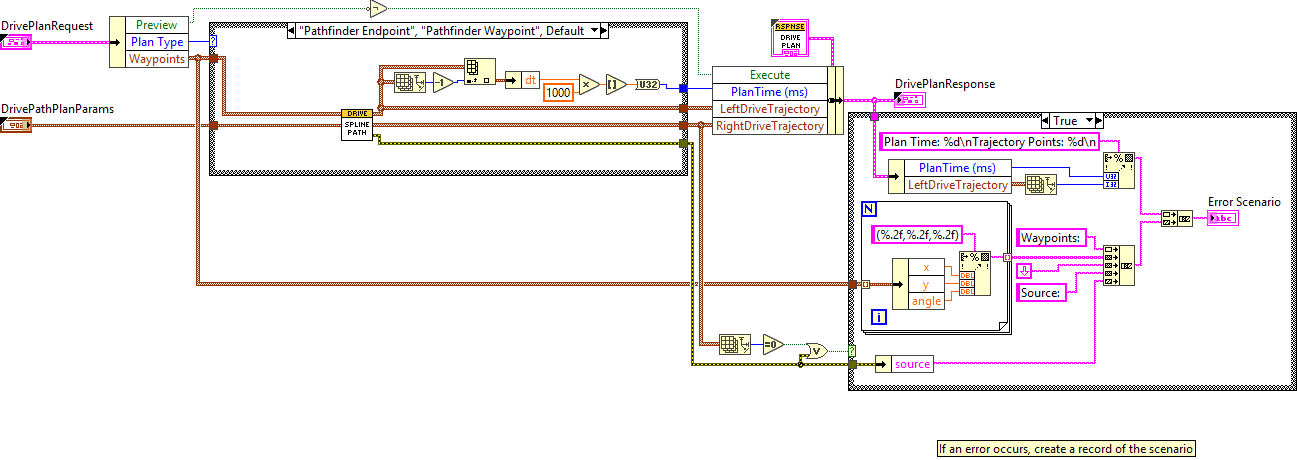 DrivePlanRequest
Preview
Plan Type
Waypoints
DrivePathPlanParams
"Pathfinder Endpoint", "Pathfinder Waypoint", Default
?
-1
dt
1000
×
[]
U32
DRIVE
SPLINE
PATH
RSPNSE
DRIVE
PLAN
Execute
PlanTime (ms)
LeftDriveTrajectory
RightDriveTrajectory
DrivePlanResponse
True
Plan Time: %d\nTrajectory Points: %d\n
PlanTime (ms)
LeftDriveTrajectory
U32
I32
N
(%.2f,%.2f,%.2f)
x
y
angle
DBL
DBL
DBL
i
Waypoints:
Source:
Error Scenario
abc
=0
V
?
source
If an error occurs, create a record of the scenario